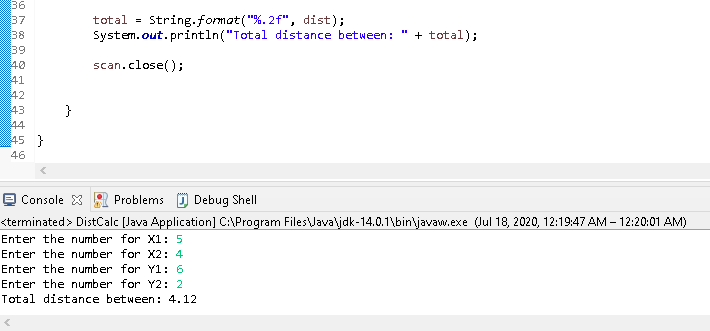 36
37 total = String.format("%.2f", dist);
38 System.out.println("Total distance between: " + total);
39
40 scan.close();
41
42
43 }
44
45 }
46
Console Problems Debug Shell
<terminated> DistCalc [Java Application] C:\Program Files\Java\jdk-14.0.1\bin\javaw.exe (Jul 18, 2020, 12:19:47 AM – 12:20:01 AM)
Enter the number for X1: 5
Enter the number for X2: 4
Enter the number for Y1: 6
Enter the number for Y2: 2
Total distance between: 4.12